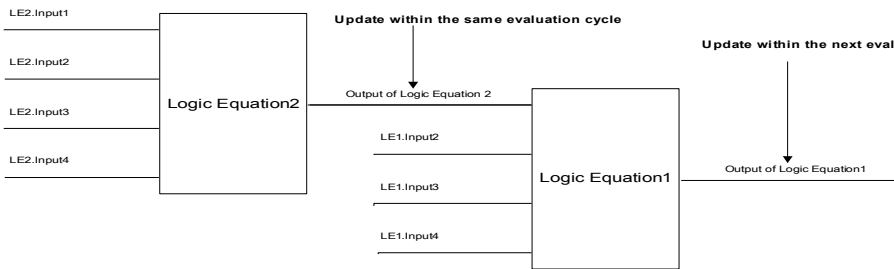 LE2.Input1
LE2.Input2
LE2.Input3
LE2.Input4
Logic Equation2
Update within the same evaluation cycle
Output of Logic Equation 2
LE1.Input2
LE1.Input3
LE1.Input4
Logic Equation1
Update within the next eval
Output of Logic Equation1